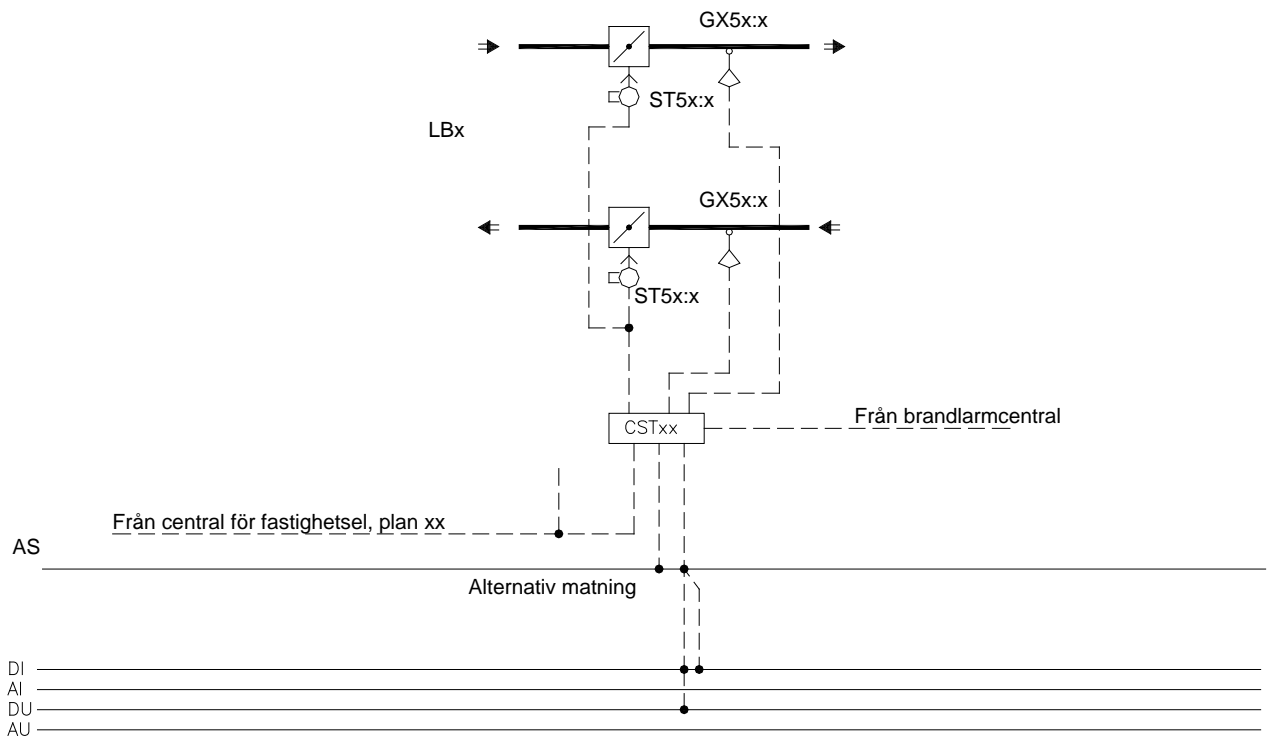 GX5x:x
ST5x:x
LBx
GX5x:x
ST5x:x
CSTxx
Från brandlarmcentral
Från central för fastighetsel, plan xx
AS
Alternativ matning
DI
AI
DU
AU